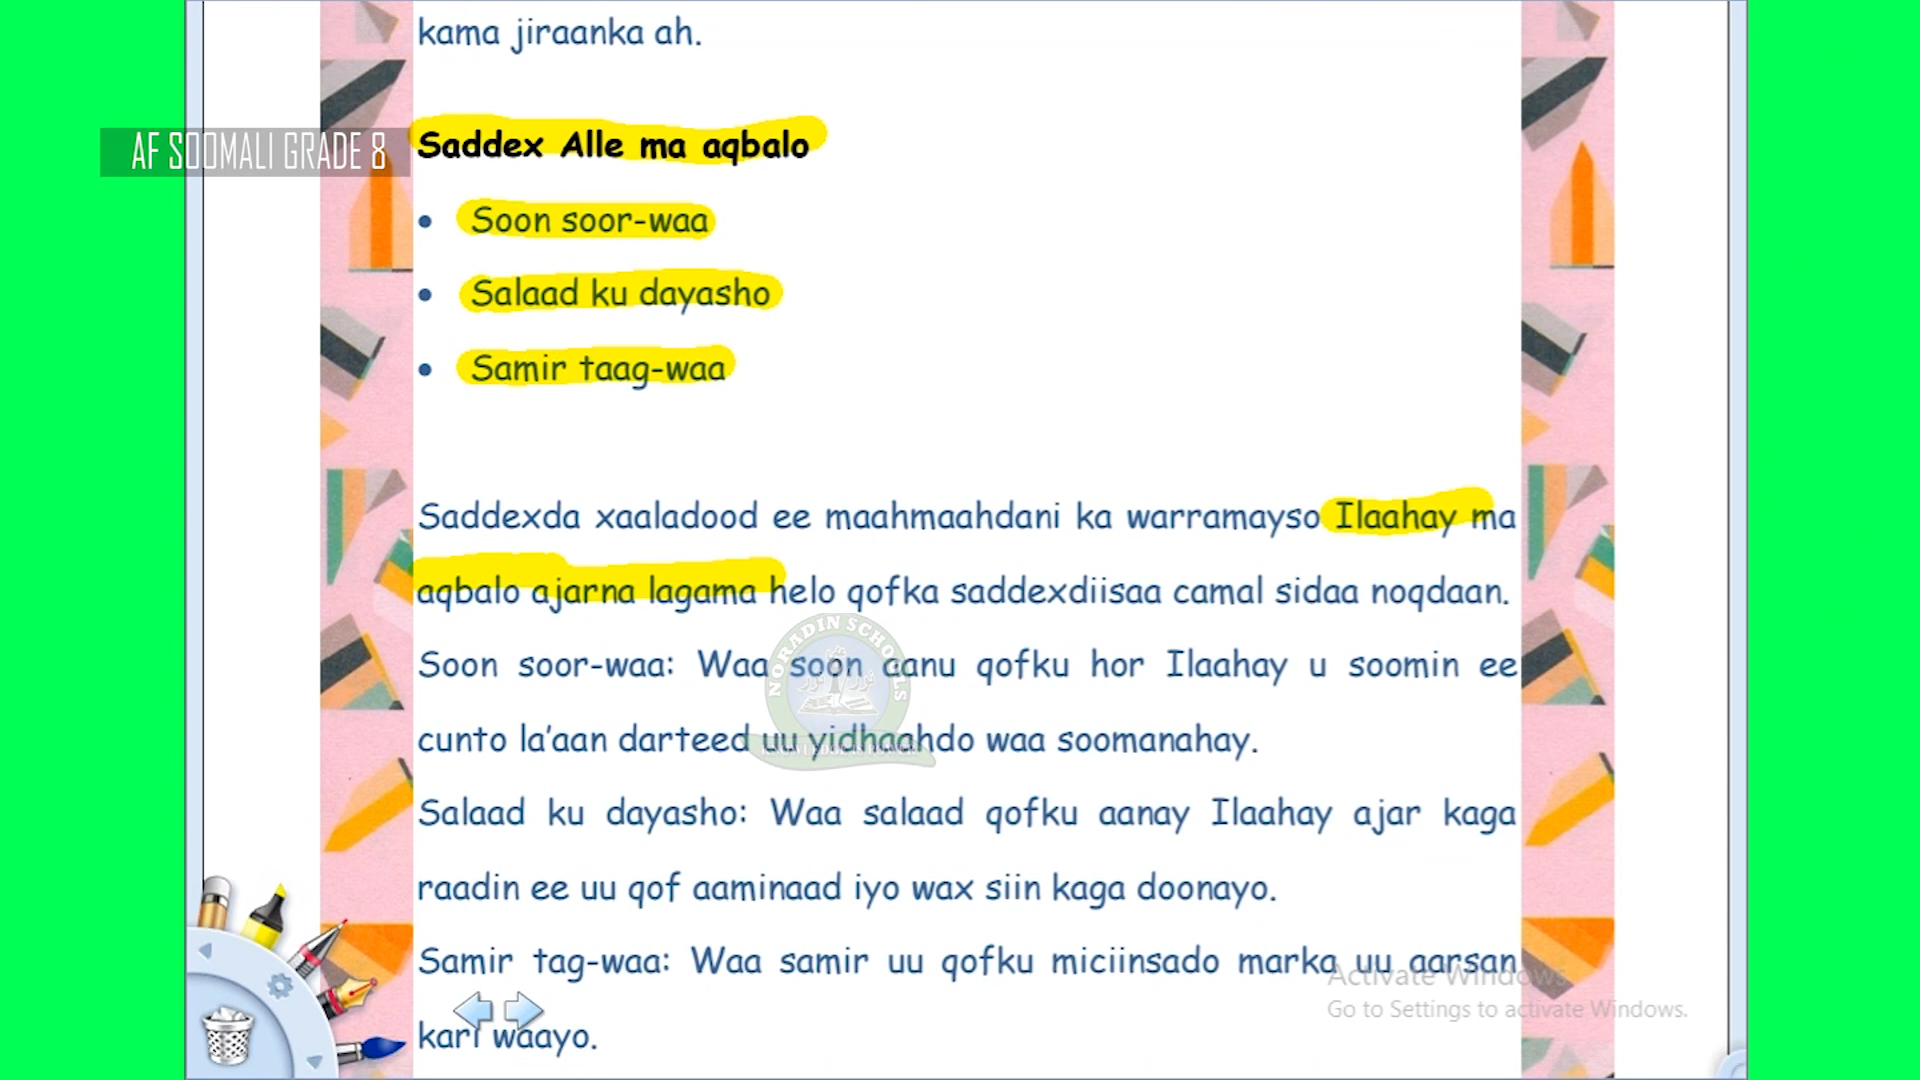 kama jiraanka ah.
AF SOOMALI GRADE 8
Saddex Alle ma aqbalo
• Soon soor-waa
• Salaad ku dayasho
• Samir taag-waa
Saddexda xaaladood ee maahmaahdani ka warramayso Ilaahay ma
aqbalo ajarna lagama helo qofka saddexdiisaa camal sidaa noqdaan.
Soon soor-waa: Waa soon aanu qofku hor Ilaahay u soomin ee
cunto la'aan darteed uu yidhaahdo waa soomanahay.
Salaad ku dayasho: Waa salaad qofku aanay Ilaahay ajar kaga
raadin ee uu qof aaminaad iyo wax siin kaga doonayo.
Samir tag-waa: Waa samir uu qofku miciinsado marka uu aarsan
kari waayo.
NORADIN SCHOOLS
Activate Windows
Go to Settings to activate Windows.